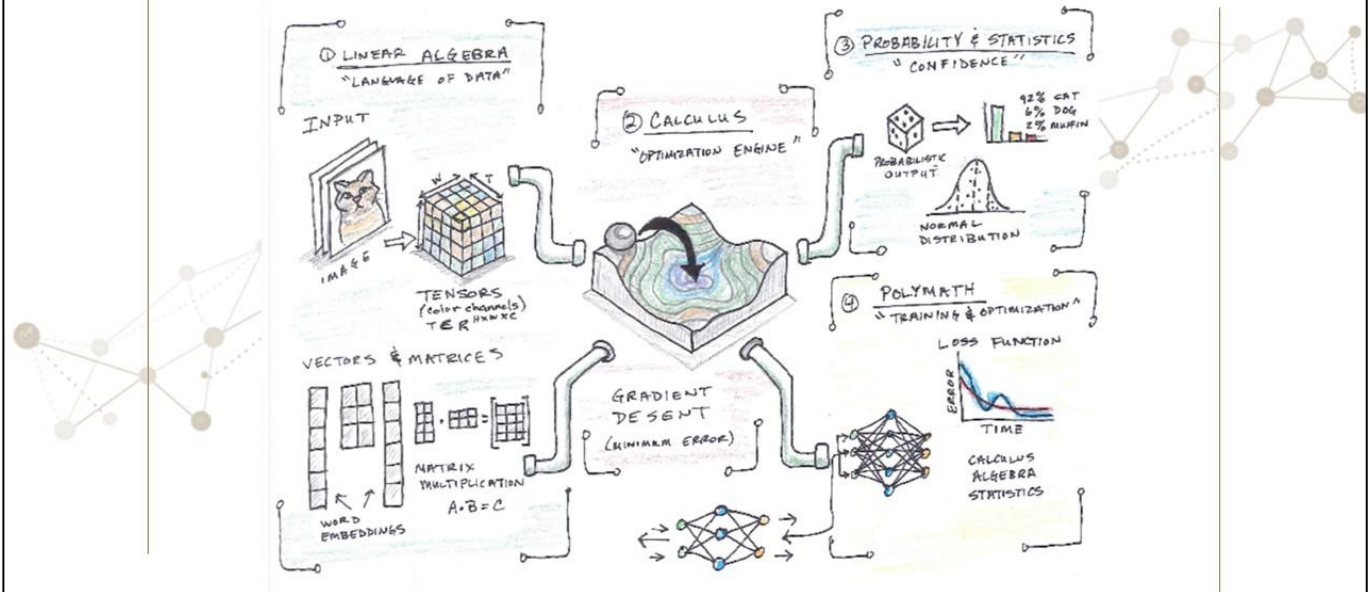 ① LINEAR ALGEBRA
"LANGUAGE OF DATA"
INPUT
IMAGE
W
T
TENSORS
(color channels)
T ∈ R^HxWxC
VECTORS & MATRICES
WORD
EMBEDDINGS
MATRIX
MULTIPLICATION
A·B=C
② CALCULUS
"OPTIMIZATION ENGINE"
GRADIENT
DESENT
(MINIMUM ERROR)
③ PROBABILITY & STATISTICS
"CONFIDENCE"
92% CAT
6% DOG
2% MUFFIN
PROBABILISTIC
OUTPUT
NORMAL
DISTRIBUTION
④ POLYMATH
"TRAINING & OPTIMIZATION"
LOSS FUNCTION
ERROR
TIME
CALCULUS
ALGEBRA
STATISTICS